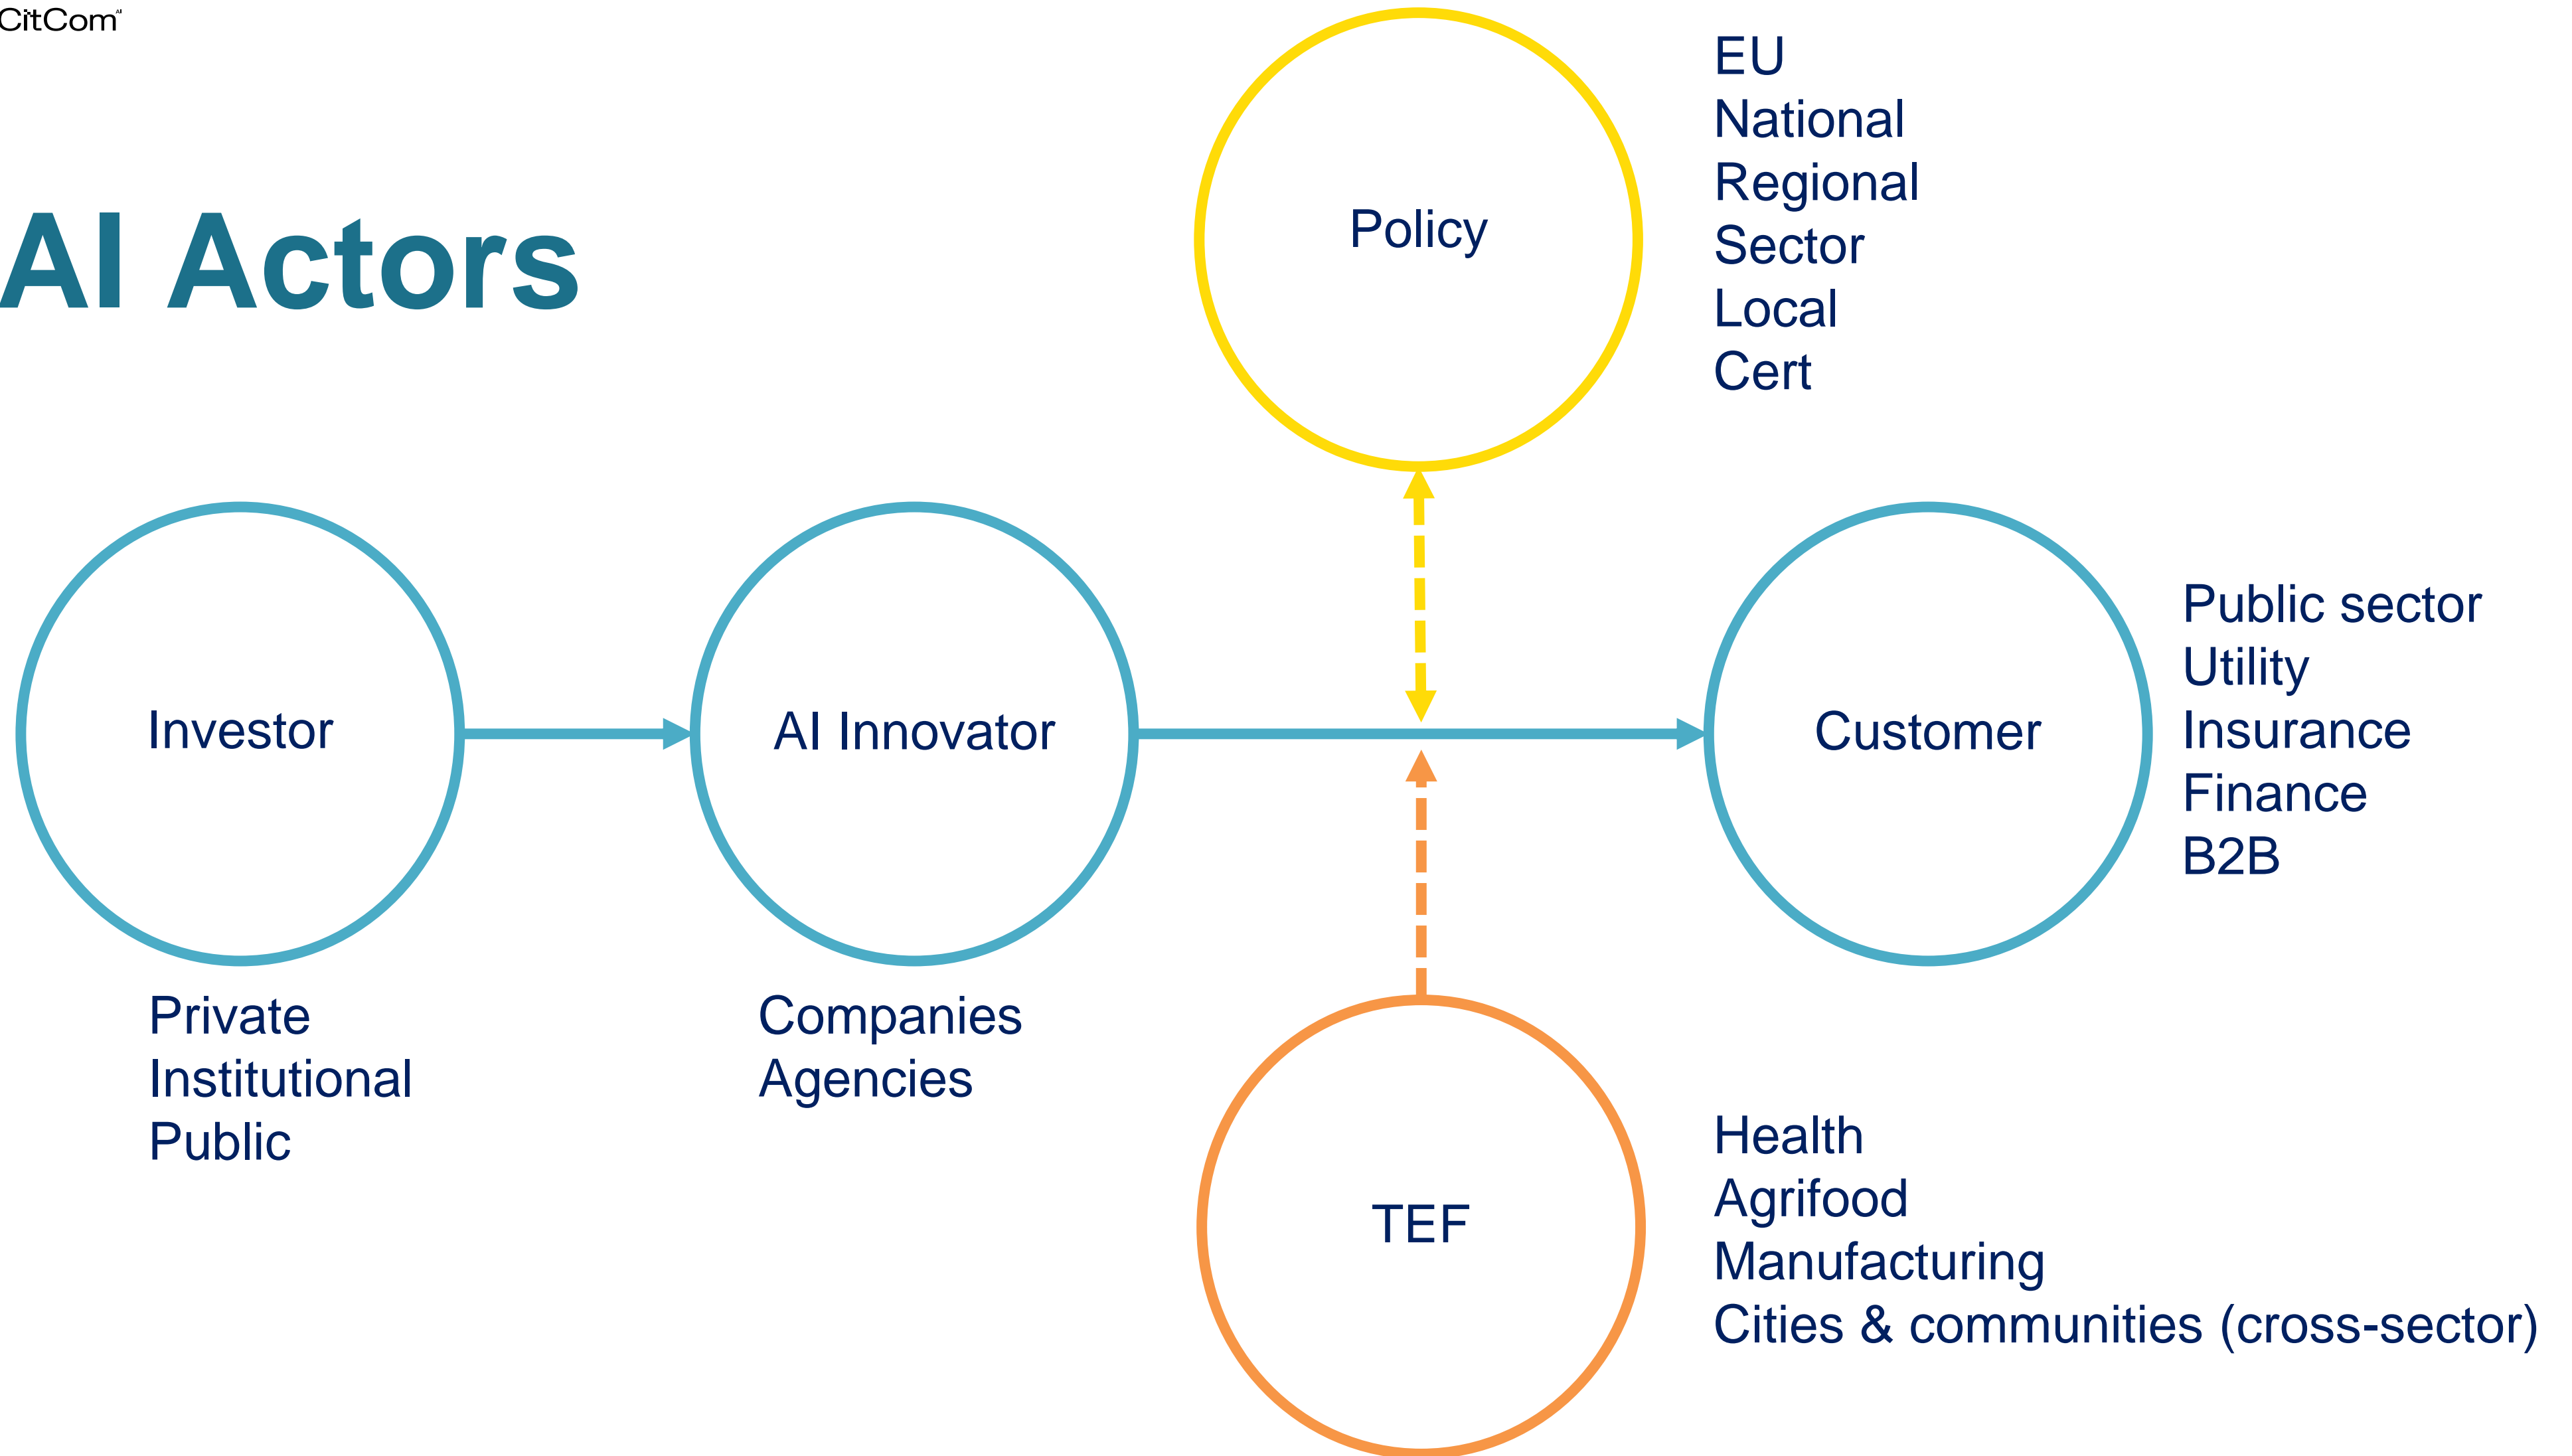 CitCom AI
AI Actors
Policy
EU
National
Regional
Sector
Local
Cert
Investor
AI Innovator
Customer
Public sector
Utility
Insurance
Finance
B2B
Private
Institutional
Public
Companies
Agencies
TEF
Health
Agrifood
Manufacturing
Cities & communities (cross-sector)